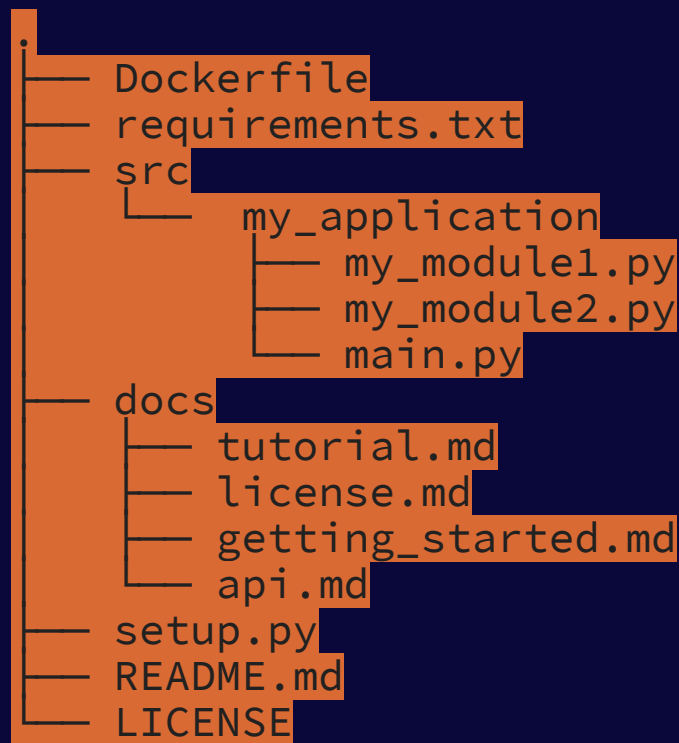 .
├── Dockerfile
├── requirements.txt
├── src
│   └──  my_application
│        ├── my_module1.py
│        ├── my_module2.py
│        └── main.py
├── docs
│   ├── tutorial.md
│   ├── license.md
│   ├── getting_started.md
│   └── api.md
├── setup.py
├── README.md
└── LICENSE